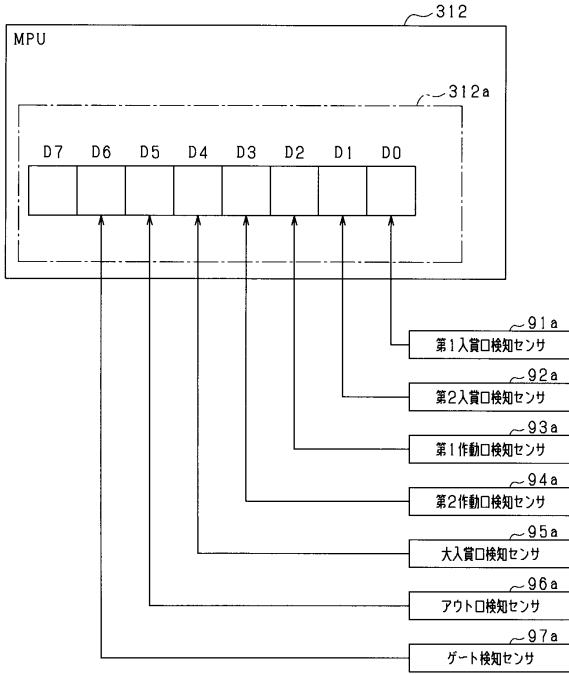 312
MPU
312a
D7 D6 D5 D4 D3 D2 D1 D0
91a
第1入賞口検知センサ
92a
第2入賞口検知センサ
93a
第1作動口検知センサ
94a
第2作動口検知センサ
95a
大入賞口検知センサ
96a
アウト口検知センサ
97a
ゲート検知センサ